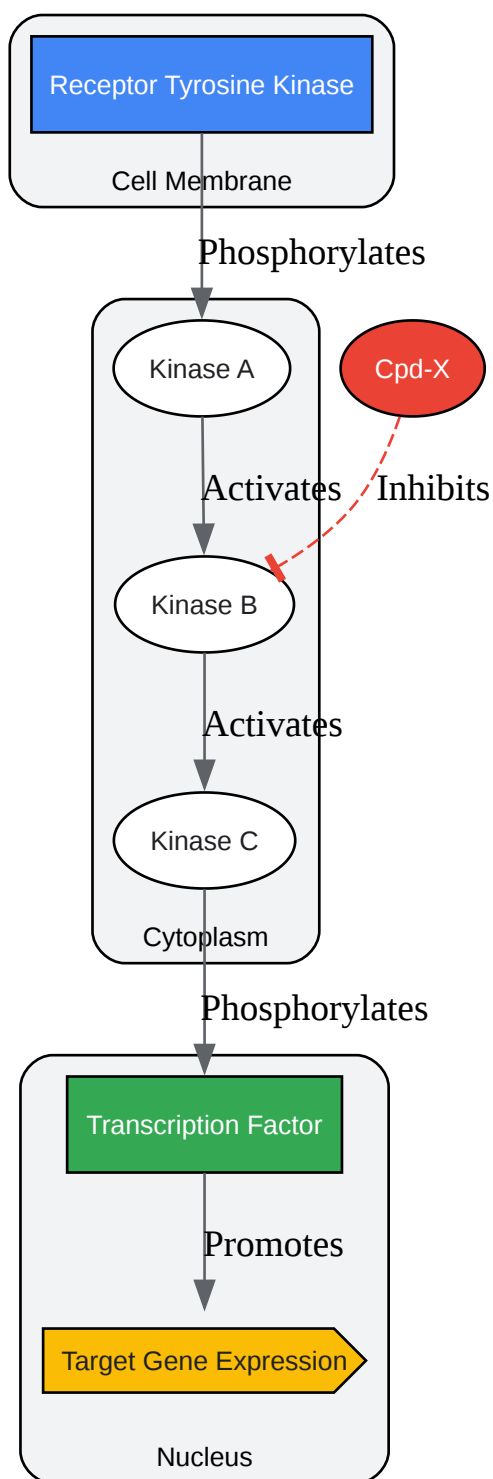 Receptor Tyrosine Kinase
Cell Membrane
Phosphorylates
Kinase A
Cpd-X
Activates
Inhibits
Kinase B
Activates
Kinase C
Cytoplasm
Phosphorylates
Transcription Factor
Promotes
Target Gene Expression
Nucleus